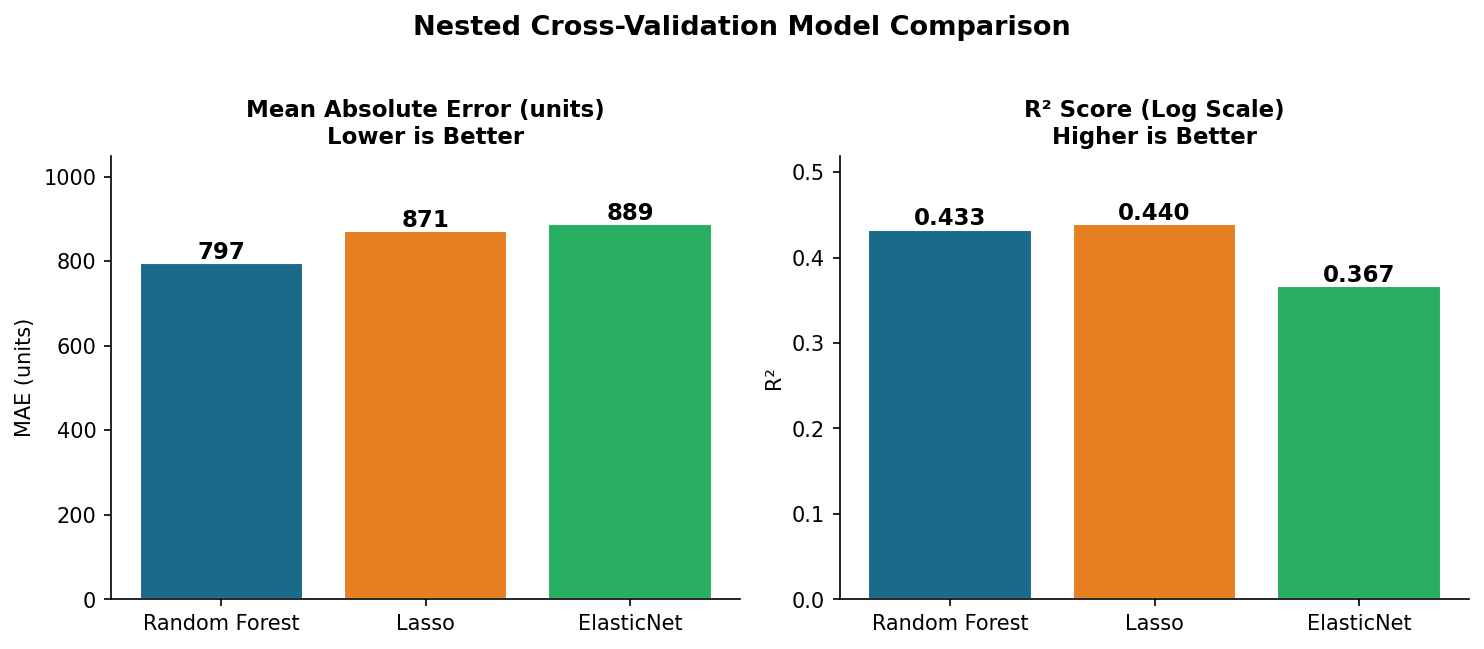 Nested Cross-Validation Model Comparison
Mean Absolute Error (units)
Lower is Better
MAE (units)
1000
800
600
400
200
0
797
871
889
Random Forest
Lasso
ElasticNet
R² Score (Log Scale)
Higher is Better
R²
0.5
0.4
0.3
0.2
0.1
0.0
0.433
0.440
0.367
Random Forest
Lasso
ElasticNet